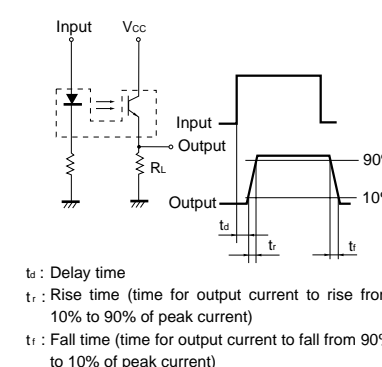 Input Vcc
Input
Output
RL
90%
Output
10%
td
tr
tf
td : Delay time
tr : Rise time (time for output current to rise from
10% to 90% of peak current)
tf : Fall time (time for output current to fall from 90%
to 10% of peak current)